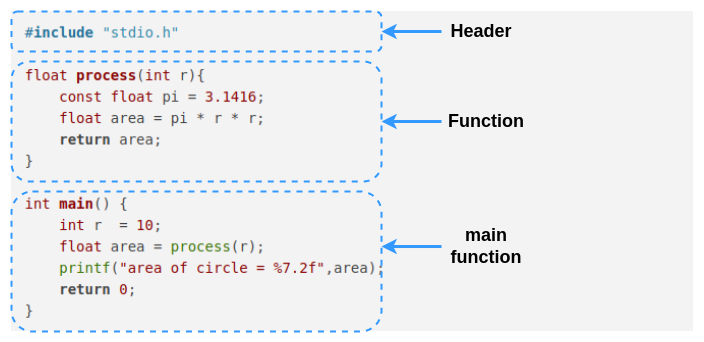 #include "stdio.h"
Header
float process(int r){
    const float pi = 3.1416;
    float area = pi * r * r;
    return area;
}
Function
int main() {
    int r  = 10;
    float area = process(r);
    printf("area of circle = %7.2f",area);
    return 0;
}
main
function